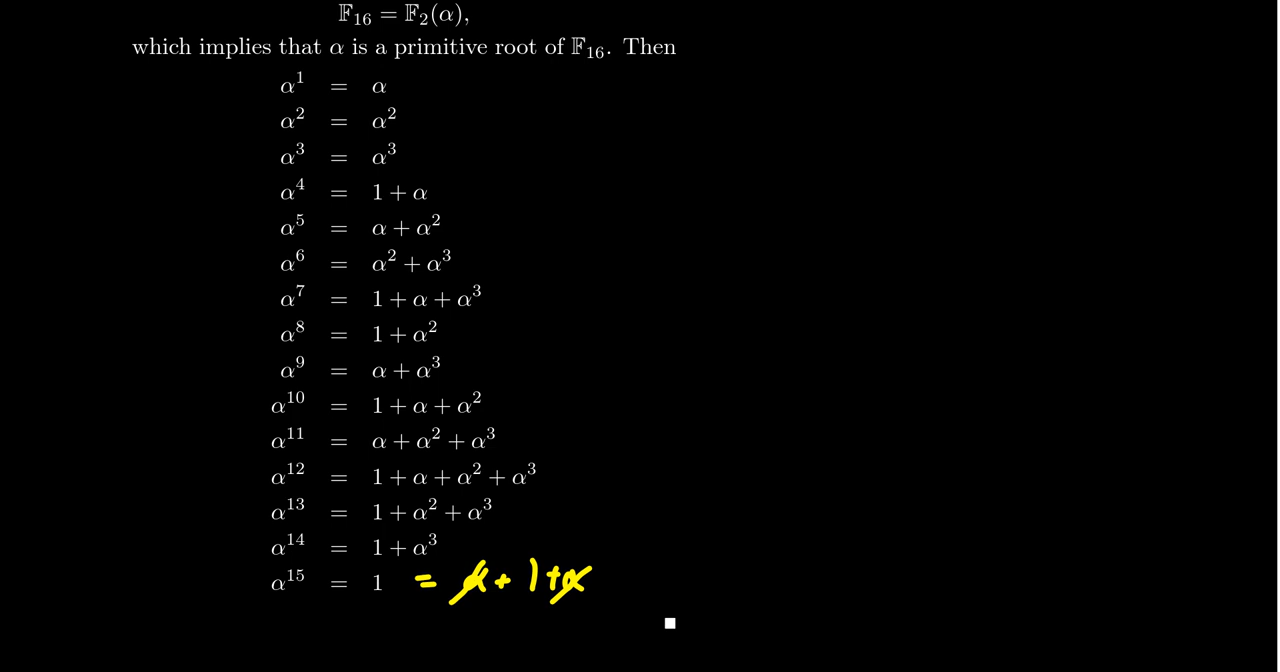 𝔽₁₆ = 𝔽₂(α),
which implies that α is a primitive root of 𝔽₁₆. Then
α¹ = α
α² = α²
α³ = α³
α⁴ = 1 + α
α⁵ = α + α²
α⁶ = α² + α³
α⁷ = 1 + α + α³
α⁸ = 1 + α²
α⁹ = α + α³
α¹⁰ = 1 + α + α²
α¹¹ = α + α² + α³
α¹² = 1 + α + α² + α³
α¹³ = 1 + α² + α³
α¹⁴ = 1 + α³
α¹⁵ = 1 = α + 1 + α